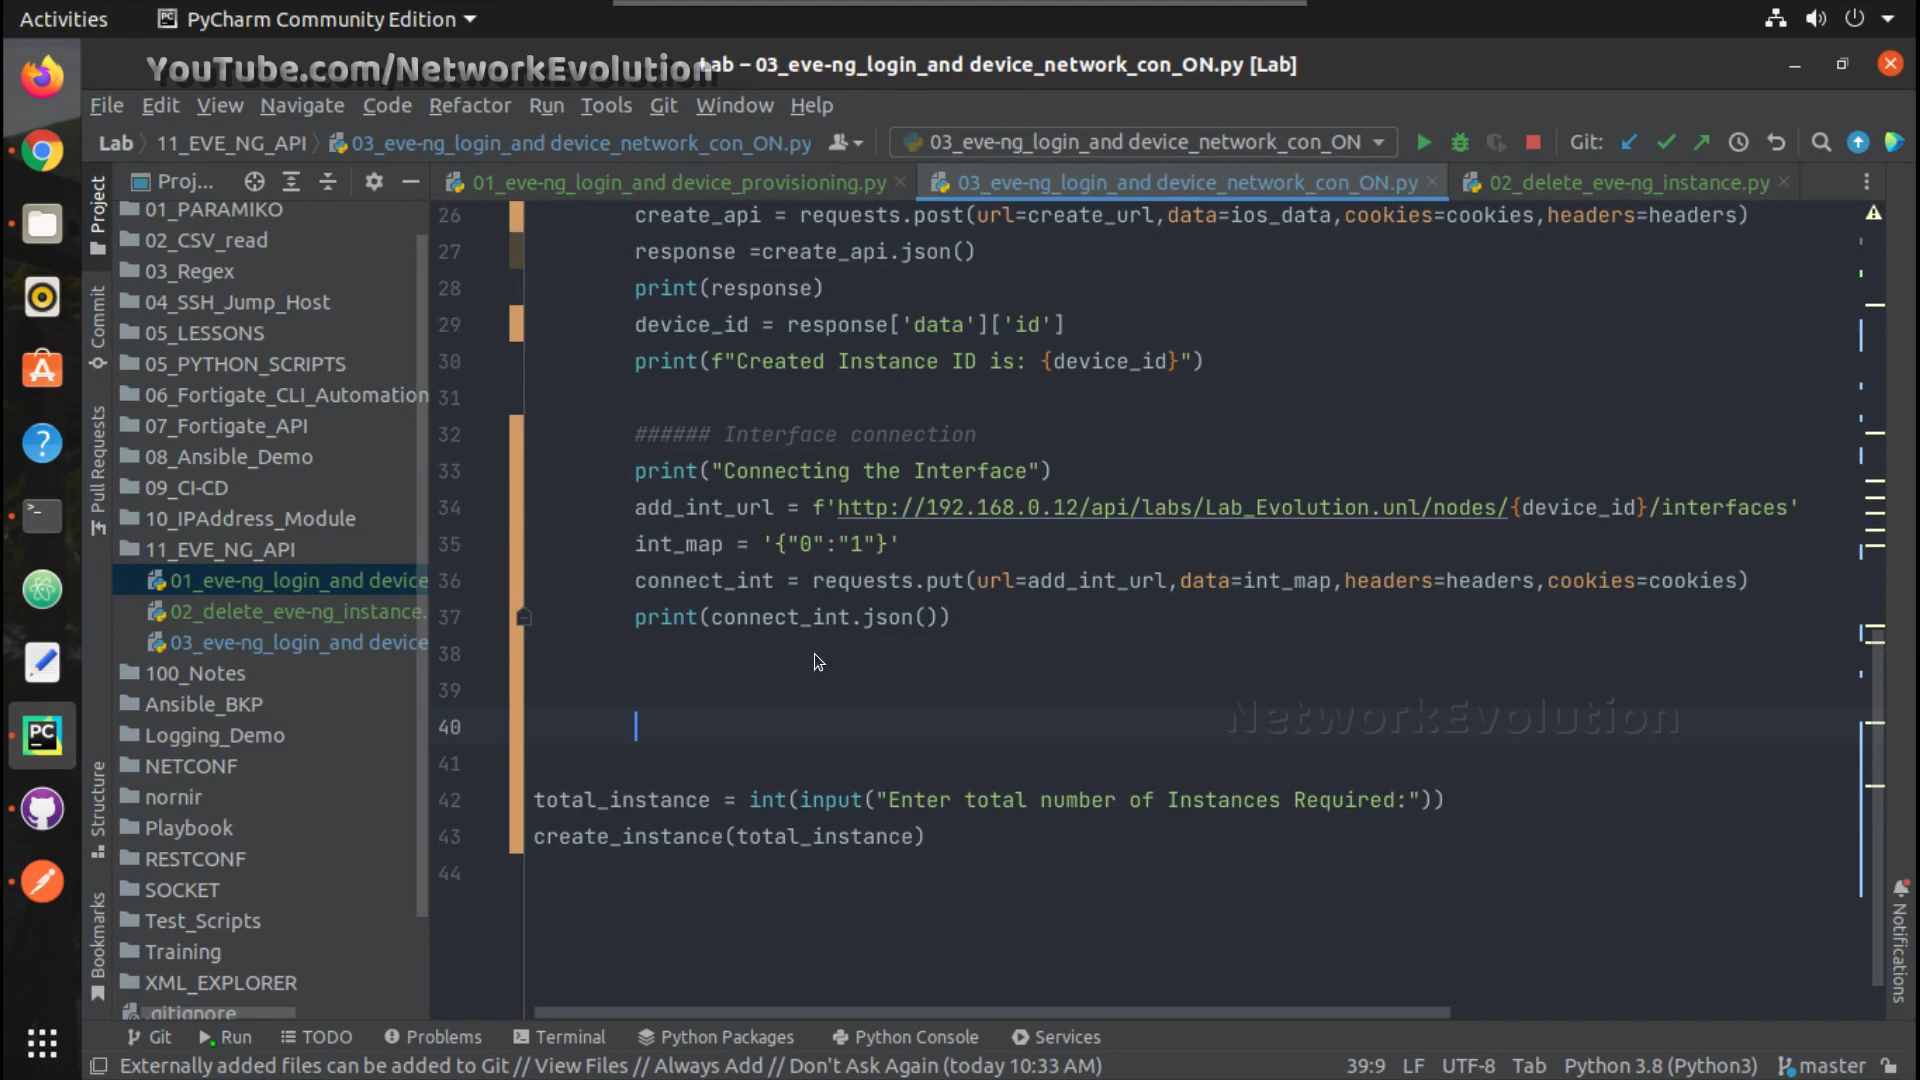 Activities
PyCharm Community Edition
YouTube.com/NetworkEvolution
Lab – 03_eve-ng_login_and device_network_con_ON.py [Lab]
File Edit View Navigate Code Refactor Run Tools Git Window Help
Lab 11_EVE_NG_API 03_eve-ng_login_and device_network_con_ON.py
03_eve-ng_login_and device_network_con_ON
Git:
Proj...
01_eve-ng_login_and device_provisioning.py
03_eve-ng_login_and device_network_con_ON.py
02_delete_eve-ng_instance.py
Project
Commit
Pull Requests
Structure
Bookmarks
01_PARAMIKO
02_CSV_read
03_Regex
04_SSH_Jump_Host
05_LESSONS
05_PYTHON_SCRIPTS
06_Fortigate_CLI_Automation
07_Fortigate_API
08_Ansible_Demo
09_CI-CD
10_IPAddress_Module
11_EVE_NG_API
01_eve-ng_login_and device
02_delete_eve-ng_instance.
03_eve-ng_login_and device
100_Notes
Ansible_BKP
Logging_Demo
NETCONF
nornir
Playbook
RESTCONF
SOCKET
Test_Scripts
Training
XML_EXPLORER
.gitignore
26 create_api = requests.post(url=create_url,data=ios_data,cookies=cookies,headers=headers)
27 response =create_api.json()
28 print(response)
29 device_id = response['data']['id']
30 print(f"Created Instance ID is: {device_id}")
31
32 ###### Interface connection
33 print("Connecting the Interface")
34 add_int_url = f'http://192.168.0.12/api/labs/Lab_Evolution.unl/nodes/{device_id}/interfaces'
35 int_map = '{"0":"1"}'
36 connect_int = requests.put(url=add_int_url,data=int_map,headers=headers,cookies=cookies)
37 print(connect_int.json())
38
39
40
41
42 total_instance = int(input("Enter total number of Instances Required:"))
43 create_instance(total_instance)
44
NetworkEvolution
Notifications
Git Run TODO Problems Terminal Python Packages Python Console Services
Externally added files can be added to Git // View Files // Always Add // Don't Ask Again (today 10:33 AM)
39:9 LF UTF-8 Tab Python 3.8 (Python3) master
PC